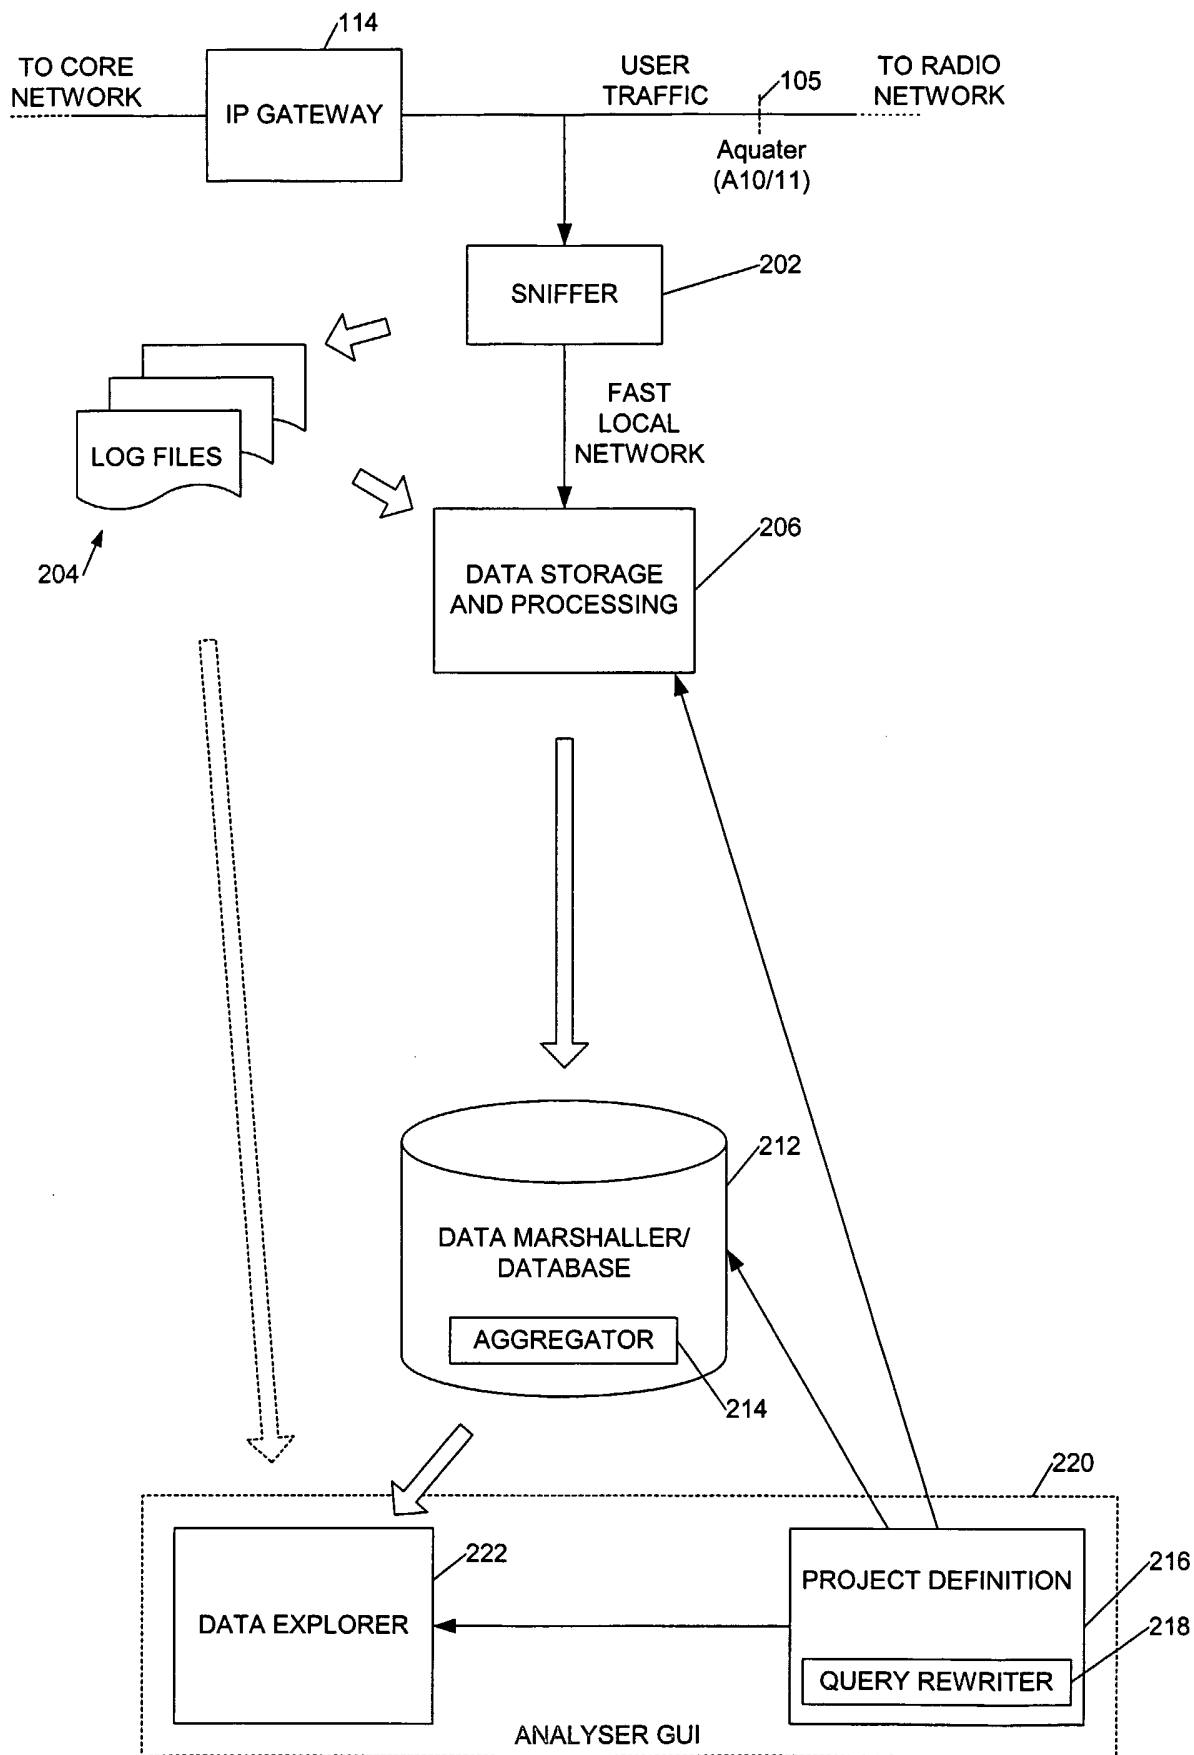 114
TO CORE
NETWORK
IP GATEWAY
USER
TRAFFIC
105
TO RADIO
NETWORK
Aquater
(A10/11)
SNIFFER
202
LOG FILES
204
FAST
LOCAL
NETWORK
206
DATA STORAGE
AND PROCESSING
212
DATA MARSHALLER/
DATABASE
AGGREGATOR
214
220
DATA EXPLORER
222
PROJECT DEFINITION
216
218
QUERY REWRITER
ANALYSER GUI